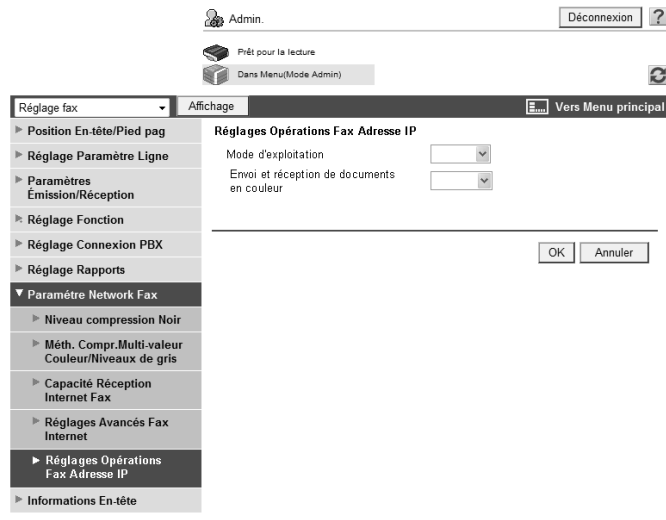 Admin.
Déconnexion
?
Prêt pour la lecture
Dans Menu(Mode Admin)
Réglage fax
Affichage
Vers Menu principal
Position En-tête/Pied pag
Réglage Paramètre Ligne
Paramètres
Émission/Réception
Réglage Fonction
Réglage Connexion PBX
Réglage Rapports
Paramétre Network Fax
Niveau compression Noir
Méth. Compr.Multi-valeur
Couleur/Niveaux de gris
Capacité Réception
Internet Fax
Réglages Avancés Fax
Internet
Réglages Opérations
Fax Adresse IP
Informations En-tête
Réglages Opérations Fax Adresse IP
Mode d'exploitation
Envoi et réception de documents
en couleur
OK
Annuler